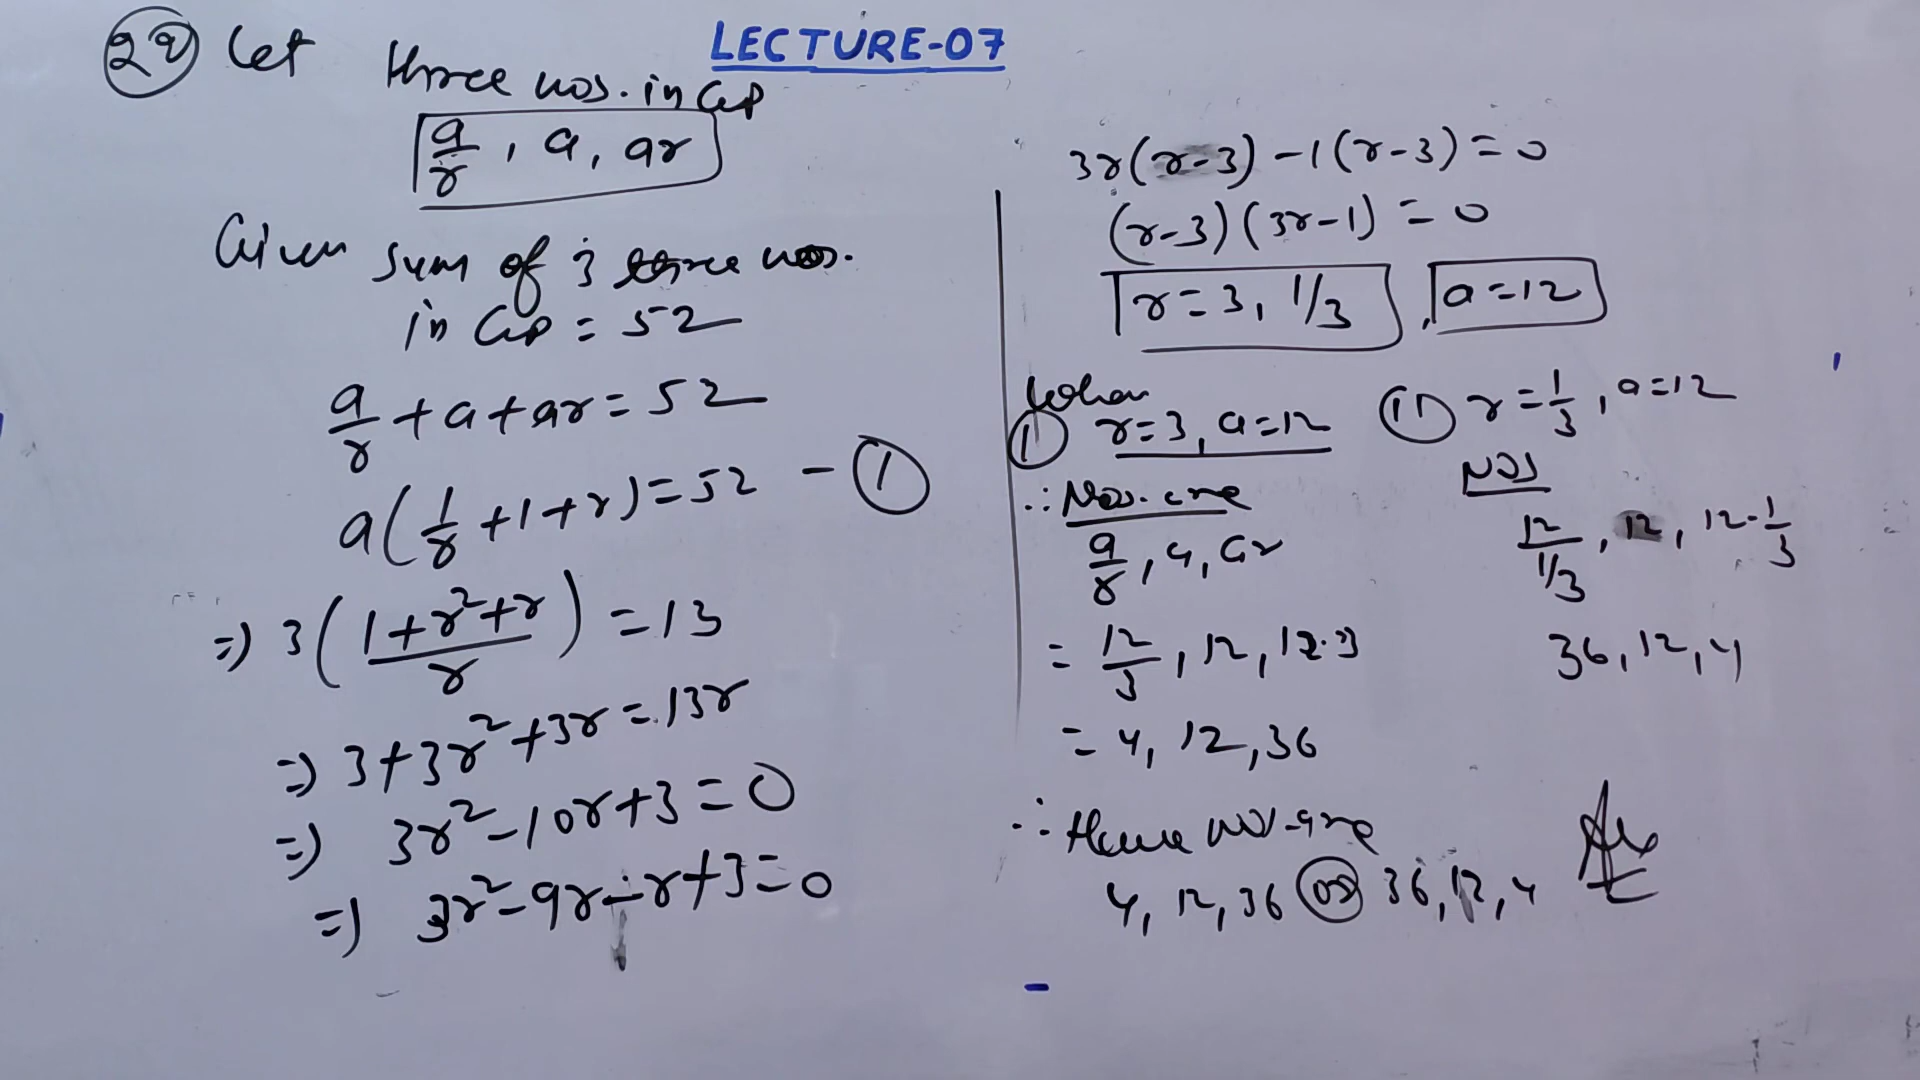 LECTURE-07
29 Let three nos. in GP
a/r, a, ar
Given sum of 3 three nos.
in GP = 52
a/r + a + ar = 52
a(1/r + 1 + r) = 52 - ①
=) 3((1+r²+r)/r) = 13
=) 3+3r²+3r = 13r
=) 3r²-10r+3 = 0
=) 3r²-9r-r+3 = 0
3r(r-3) -1(r-3) = 0
(r-3)(3r-1) = 0
r = 3, 1/3, a = 12
When
① r=3, a=12
∴ Nos. are
a/r, a, ar
= 12/3, 12, 12.3
= 4, 12, 36
② r = 1/3, a=12
NOS
12/(1/3), 12, 12.1/3
36, 12, 4
∴ Hence nos. are
4, 12, 36 or 36, 12, 4